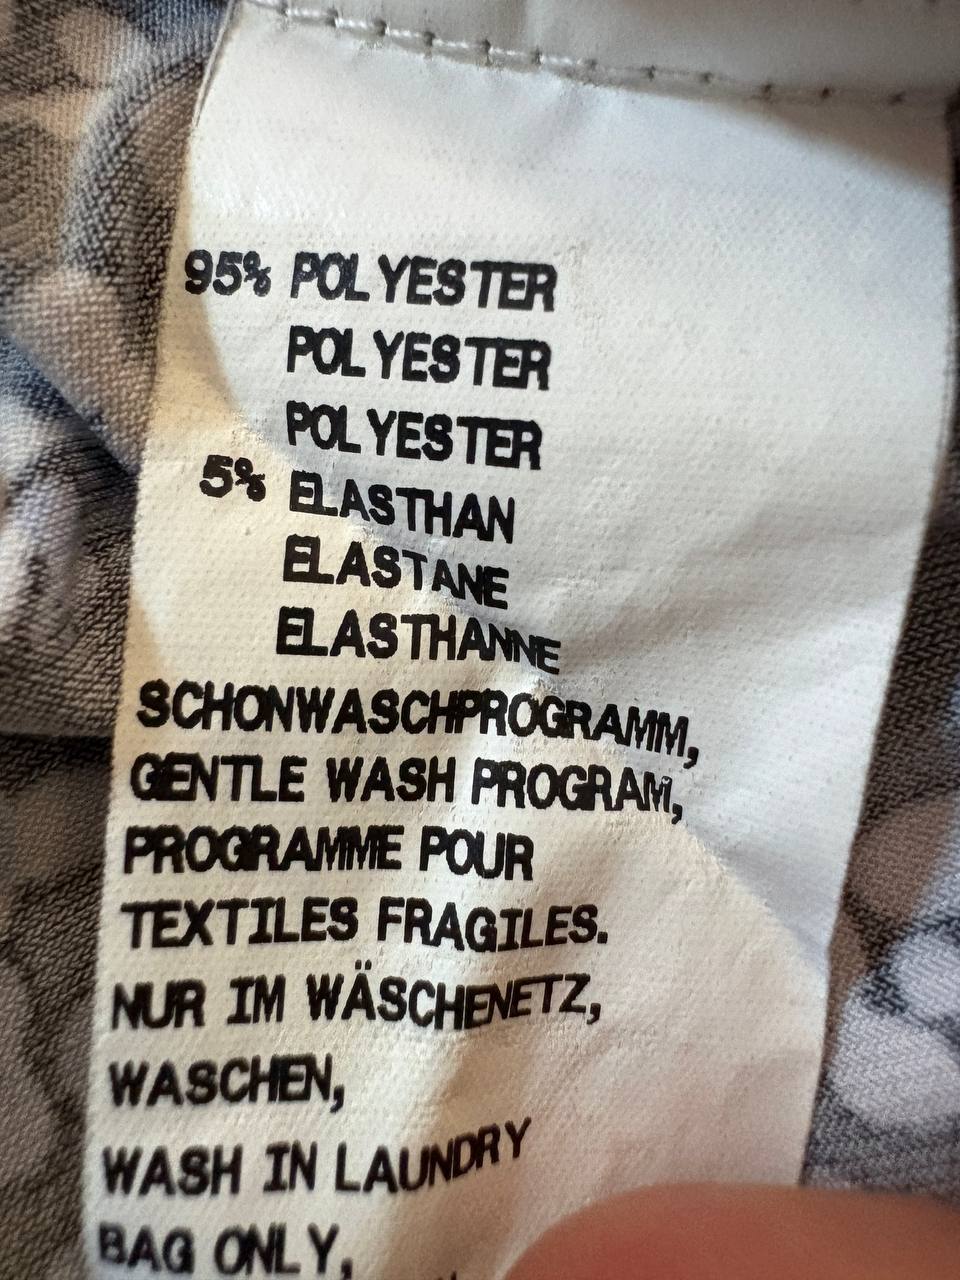 95% POLYESTER
POLYESTER
POLYESTER
5% ELASTHAN
ELASTANE
ELASTHANNE
SCHONWASCHPROGRAMM,
GENTLE WASH PROGRAM,
PROGRAMME POUR
TEXTILES FRAGILES.
NUR IM WÄSCHENETZ,
WASCHEN,
WASH IN LAUNDRY
BAG ONLY,